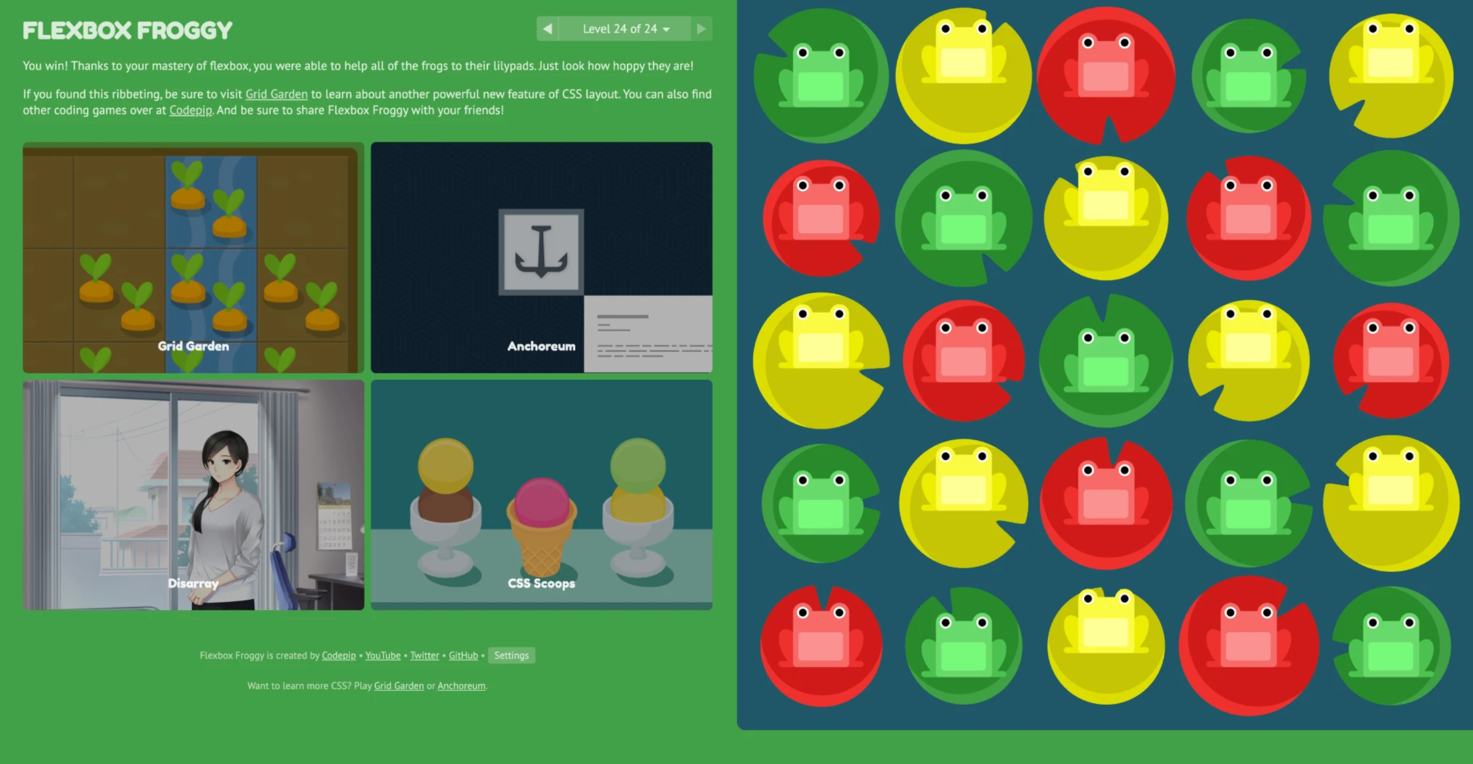 FLEXBOX FROGGY
◀ Level 24 of 24 ▾ ▶
You win! Thanks to your mastery of flexbox, you were able to help all of the frogs to their lilypads. Just look how hoppy they are!
If you found this ribbeting, be sure to visit Grid Garden to learn about another powerful new feature of CSS layout. You can also find
other coding games over at Codepip. And be sure to share Flexbox Froggy with your friends!
Grid Garden
Anchoreum
Disarray
CSS Scoops
Flexbox Froggy is created by Codepip • YouTube • Twitter • GitHub • Settings
Want to learn more CSS? Play Grid Garden or Anchoreum.